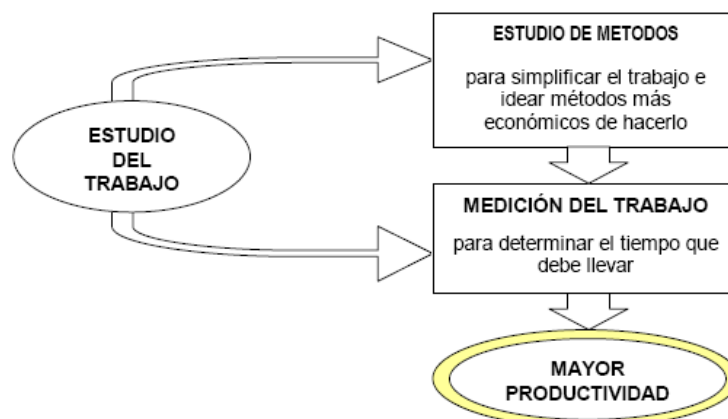 ESTUDIO
DEL
TRABAJO
ESTUDIO DE METODOS
para simplificar el trabajo e
idear métodos más
económicos de hacerlo
MEDICIÓN DEL TRABAJO
para determinar el tiempo que
debe llevar
MAYOR
PRODUCTIVIDAD